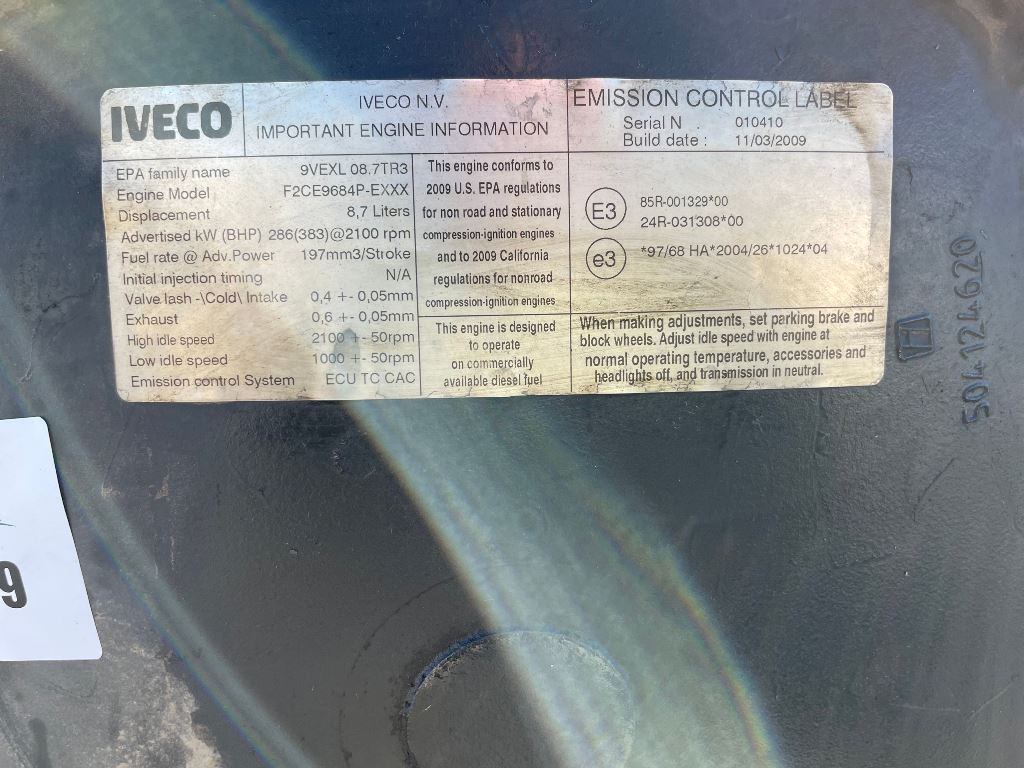 IVECO
IVECO N.V.
IMPORTANT ENGINE INFORMATION
EMISSION CONTROL LABEL
Serial N . 010410
Build date : 11/03/2009
EPA family name 9VEXL 08.7TR3
Engine Model F2CE9684P-EXXX
Displacement 8,7 Liters
Advertised kW (BHP) 286(383)@2100 rpm
Fuel rate @ Adv.Power 197mm3/Stroke
Initial injection timing N/A
Valve lash -\Cold\ Intake 0,4 +- 0,05mm
Exhaust 0,6 +- 0,05mm
High idle speed 2100 +- 50rpm
Low idle speed 1000 +- 50rpm
Emission control System ECU TC CAC
This engine conforms to
2009 U.S. EPA regulations
for non road and stationary
compression-ignition engines
and to 2009 California
regulations for nonroad
compression-ignition engines
This engine is designed
to operate
on commercially
available diesel fuel
E3 85R-001329*00
24R-031308*00
e3 *97/68 HA*2004/26*1024*04
When making adjustments, set parking brake and
block wheels. Adjust idle speed with engine at
normal operating temperature, accessories and
headlights off, and transmission in neutral.
504124620
9